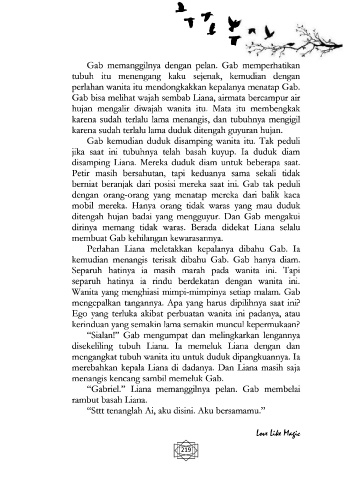 Gab memanggilnya dengan pelan. Gab memperhatikan
tubuh itu menengang kaku sejenak, kemudian dengan
perlahan wanita itu mendongkakkan kepalanya menatap Gab.
Gab bisa melihat wajah sembab Liana, airmata bercampur air
hujan mengalir diwajah wanita itu. Mata itu membengkak
karena sudah terlalu lama menangis, dan tubuhnya mengigil
karena sudah terlalu lama duduk ditengah guyuran hujan.
Gab kemudian duduk disamping wanita itu. Tak peduli
jika saat ini tubuhnya telah basah kuyup. Ia duduk diam
disamping Liana. Mereka duduk diam untuk beberapa saat.
Petir masih bersahutan, tapi keduanya sama sekali tidak
berniat beranjak dari posisi mereka saat ini. Gab tak peduli
dengan orang-orang yang menatap mereka dari balik kaca
mobil mereka. Hanya orang tidak waras yang mau duduk
ditengah hujan badai yang mengguyur. Dan Gab mengakui
dirinya memang tidak waras. Berada didekat Liana selalu
membuat Gab kehilangan kewarasannya.
Perlahan Liana meletakkan kepalanya dibahu Gab. Ia
kemudian menangis terisak dibahu Gab. Gab hanya diam.
Separuh hatinya ia masih marah pada wanita ini. Tapi
separuh hatinya ia rindu berdekatan dengan wanita ini.
Wanita yang menghiasi mimpi-mimpinya setiap malam. Gab
mengepalkan tangannya. Apa yang harus dipilihnya saat ini?
Ego yang terluka akibat perbuatan wanita ini padanya, atau
kerinduan yang semakin lama semakin muncul kepermukaan?
“Sialan!” Gab mengumpat dan melingkarkan lengannya
disekeliling tubuh Liana. Ia memeluk Liana dengan dan
mengangkat tubuh wanita itu untuk duduk dipangkuannya. Ia
merebahkan kepala Liana di dadanya. Dan Liana masih saja
menangis kencang sambil memeluk Gab.
“Gabriel.” Liana memanggilnya pelan. Gab membelai
rambut basah Liana.
“Sttt tenanglah Ai, aku disini. Aku bersamamu.”
Love Like Magic
219